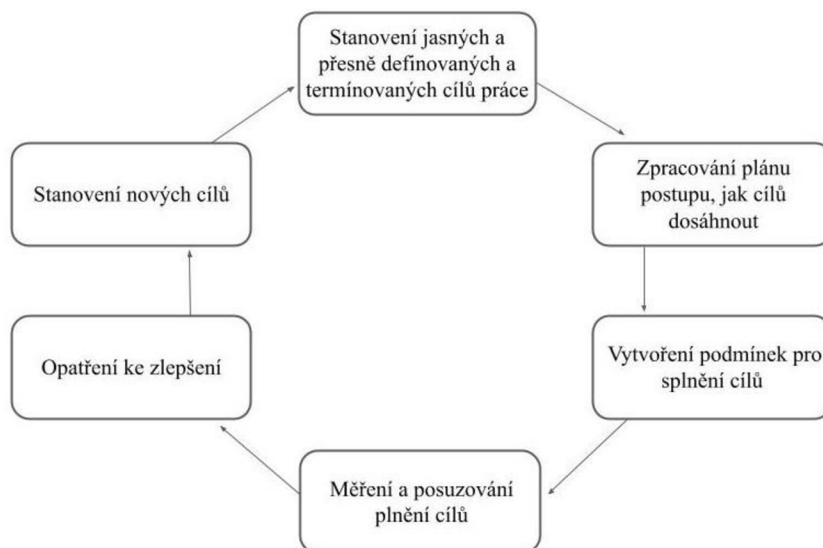 Stanovení jasných a
přesně definovaných a
termínovaných cílů práce
Zpracování plánu
postupu, jak cílů
dosáhnout
Vytvoření podmínek pro
splnění cílů
Měření a posuzování
plnění cílů
Opatření ke zlepšení
Stanovení nových cílů